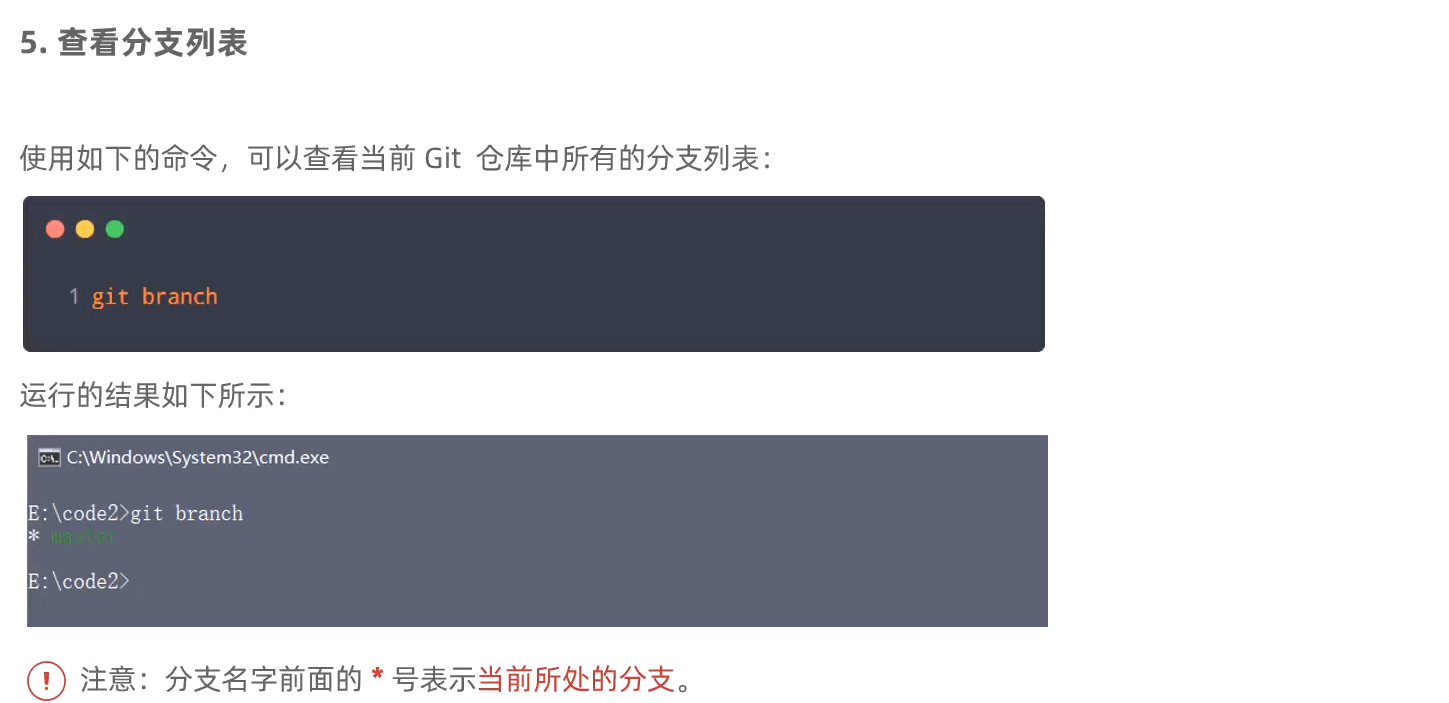 5. 查看分支列表
使用如下的命令，可以查看当前 Git 仓库中所有的分支列表：
1 git branch
运行的结果如下所示：
C:\Windows\System32\cmd.exe
E:\code2>git branch
* master
E:\code2>
注意：分支名字前面的 * 号表示当前所处的分支。